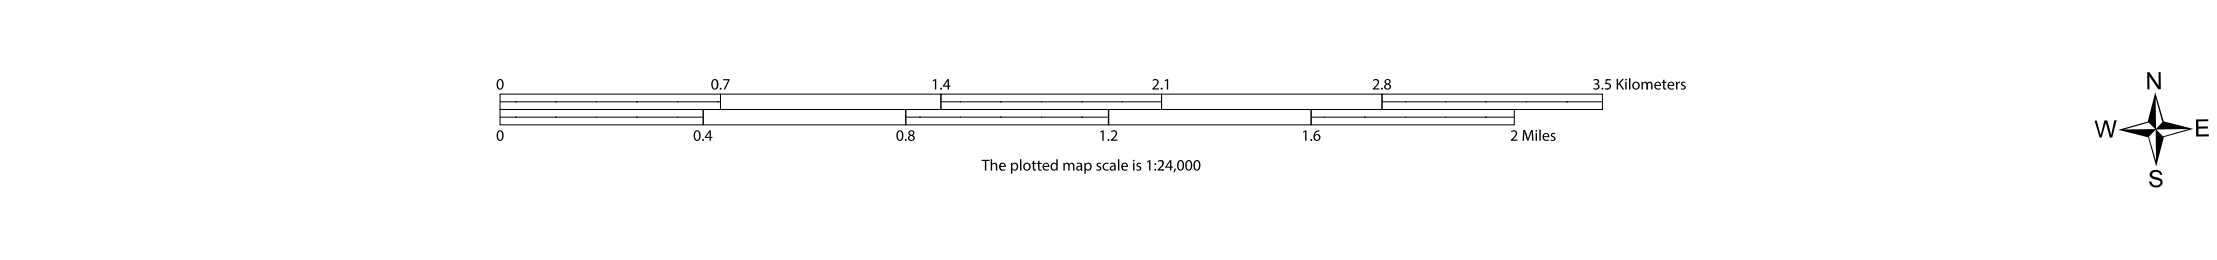 0 0.7 1.4 2.1 2.8 3.5 Kilometers
0 0.4 0.8 1.2 1.6 2 Miles
The plotted map scale is 1:24,000
N
W E
S